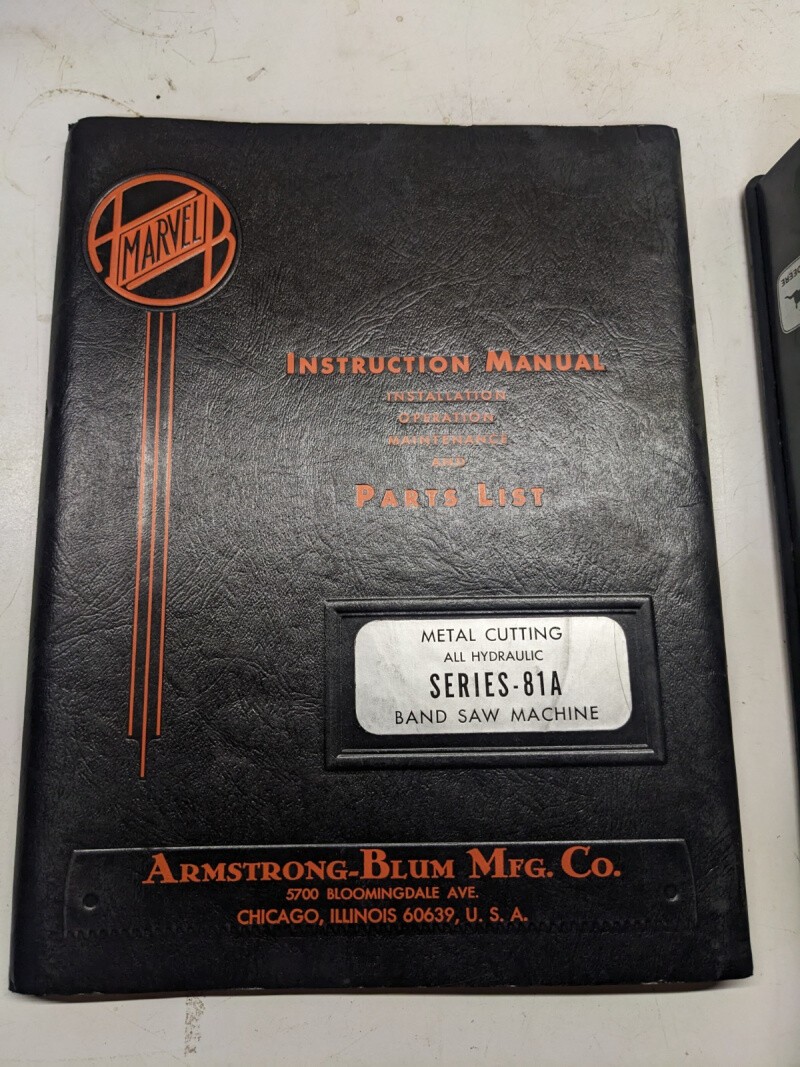 A MARVEL B
INSTRUCTION MANUAL
INSTALLATION
OPERATION
MAINTENANCE
AND
PARTS LIST
METAL CUTTING
ALL HYDRAULIC
SERIES-81A
BAND SAW MACHINE
ARMSTRONG-BLUM MFG. CO.
5700 BLOOMINGDALE AVE.
CHICAGO, ILLINOIS 60639, U. S. A.
DEERE